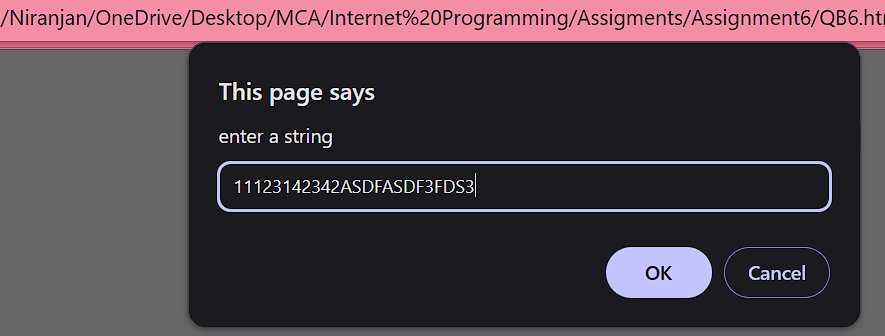 /Niranjan/OneDrive/Desktop/MCA/Internet%20Programming/Assigments/Assignment6/QB6.htm
This page says
enter a string
11123142342ASDFASDF3FDS3
OK
Cancel